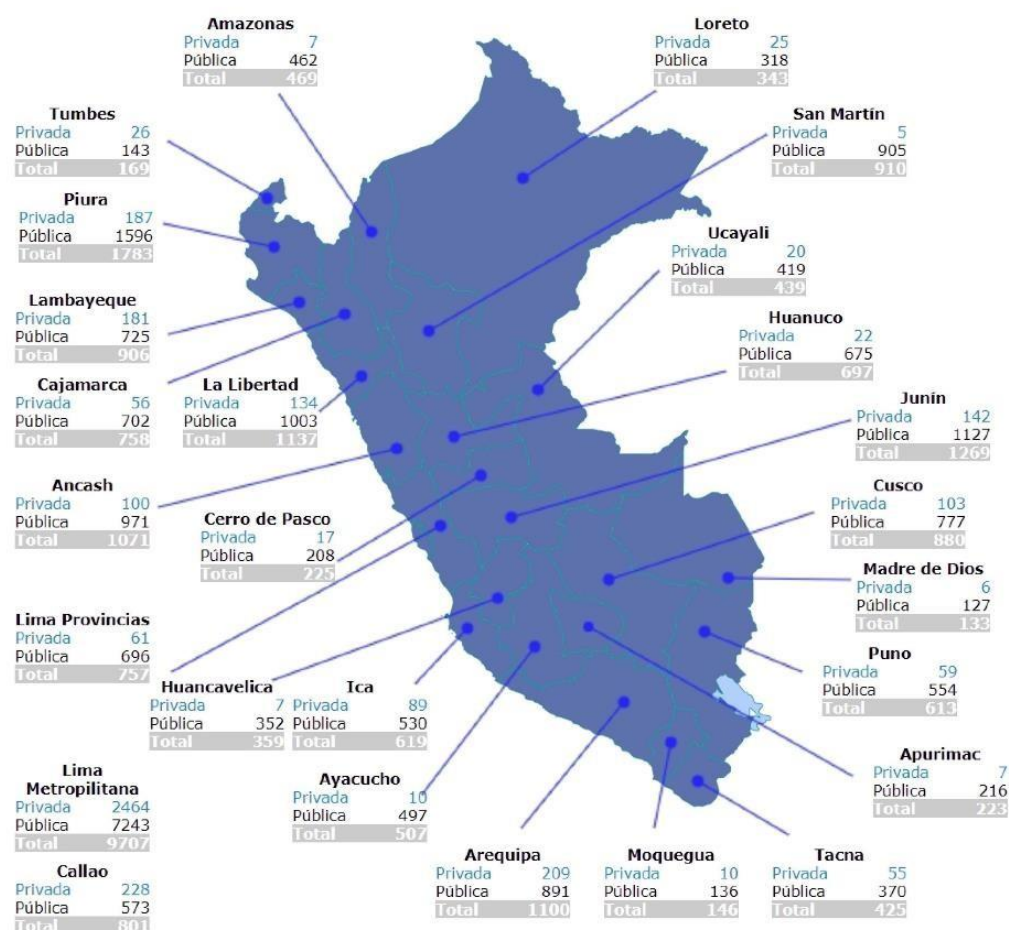 Amazonas
Privada 7
Pública 462
Total 469
Loreto
Privada 25
Pública 318
Total 343
Tumbes
Privada 26
Pública 143
Total 169
San Martín
Privada 5
Pública 905
Total 910
Piura
Privada 187
Pública 1596
Total 1783
Ucayali
Privada 20
Pública 419
Total 439
Lambayeque
Privada 181
Pública 725
Total 906
Huanuco
Privada 22
Pública 675
Total 697
Cajamarca
Privada 56
Pública 702
Total 758
La Libertad
Privada 134
Pública 1003
Total 1137
Junín
Privada 142
Pública 1127
Total 1269
Ancash
Privada 100
Pública 971
Total 1071
Cerro de Pasco
Privada 17
Pública 208
Total 225
Cusco
Privada 103
Pública 777
Total 880
Madre de Dios
Privada 6
Pública 127
Total 133
Lima Provincias
Privada 61
Pública 696
Total 757
Huancavelica
Privada 7
Pública 352
Total 359
Ica
Privada 89
Pública 530
Total 619
Puno
Privada 59
Pública 554
Total 613
Apurimac
Privada 7
Pública 216
Total 223
Lima
Metropilitana
Privada 2464
Pública 7243
Total 9707
Ayacucho
Privada 10
Pública 497
Total 507
Callao
Privada 228
Pública 573
Total 801
Arequipa
Privada 209
Pública 891
Total 1100
Moquegua
Privada 10
Pública 136
Total 146
Tacna
Privada 55
Pública 370
Total 425